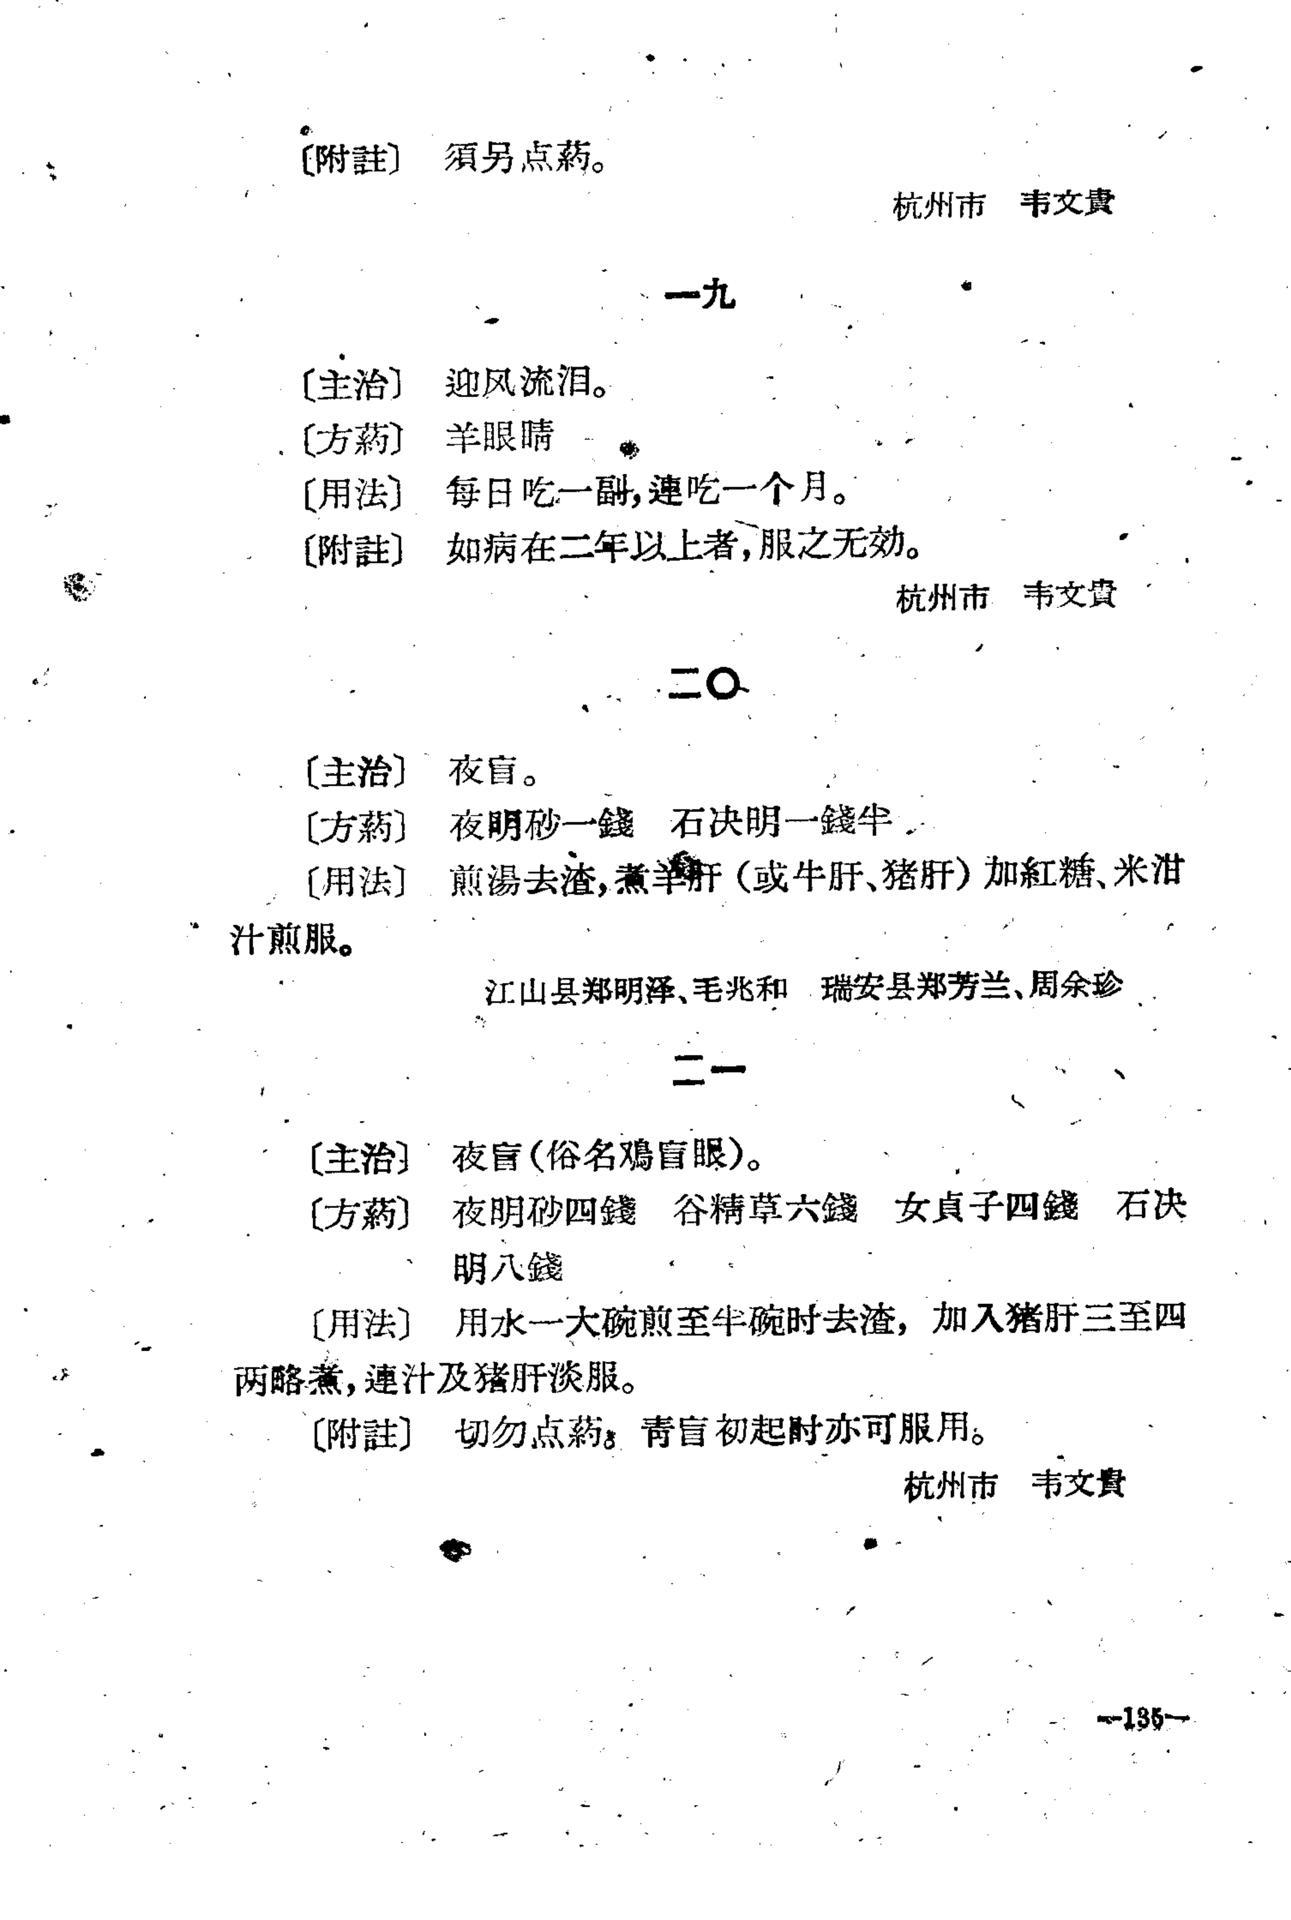 〔附註〕 須另点葯。
杭州市 韦文貴
一九
〔主治〕 迎风流泪。
〔方葯〕 羊眼睛
〔用法〕 每日吃一副，連吃一个月。
〔附註〕 如病在二年以上者，服之无効。
杭州市 韦文貴
二〇
〔主治〕 夜盲。
〔方葯〕 夜明砂一錢 石决明一錢半
〔用法〕 煎湯去渣，煮羊肝（或牛肝、猪肝）加紅糖、米泔
汁煎服。
江山县郑明泽、毛兆和 瑞安县郑芳兰、周余珍
二一
〔主治〕 夜盲（俗名鳮盲眼）。
〔方葯〕 夜明砂四錢 谷精草六錢 女貞子四錢 石决
明八錢
〔用法〕 用水一大碗煎至半碗时去渣，加入猪肝三至四
两略煮，連汁及猪肝淡服。
〔附註〕 切勿点葯。青盲初起时亦可服用。
杭州市 韦文貴
—135—